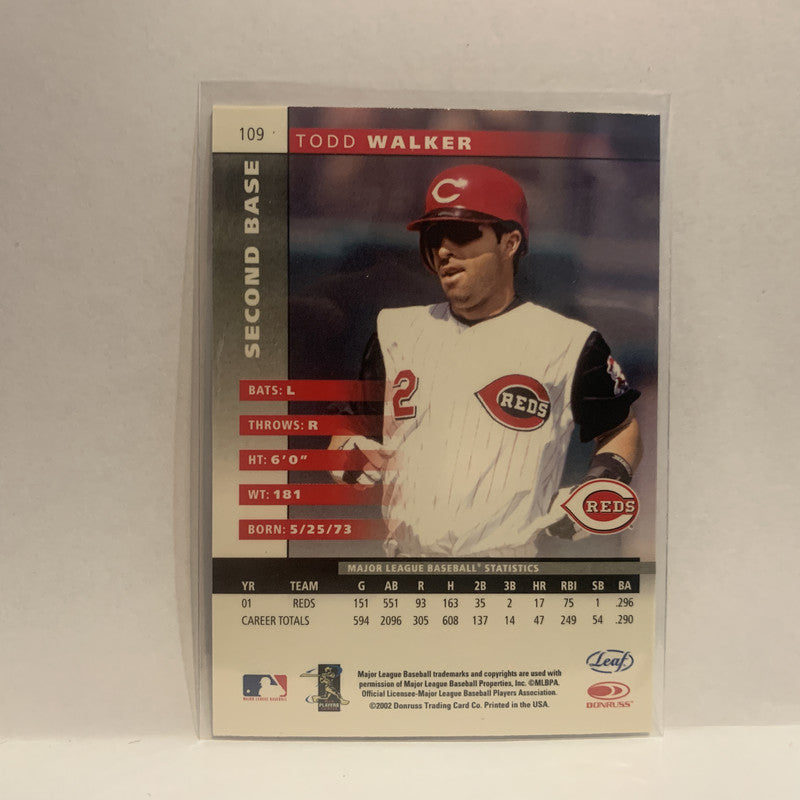 109
TODD WALKER
SECOND BASE
C
2
REDS
BATS: L
THROWS: R
HT: 6'0"
WT: 181
BORN: 5/25/73
REDS
MAJOR LEAGUE BASEBALL® STATISTICS
YR TEAM G AB R H 2B 3B HR RBI SB BA
01 REDS 151 551 93 163 35 2 17 75 1 .296
CAREER TOTALS 594 2096 305 608 137 14 47 249 54 .290
Major League Baseball trademarks and copyrights are used with
permission of Major League Baseball Properties, Inc. ©MLBPA.
Official Licensee-Major League Baseball Players Association.
©2002 Donruss Trading Card Co. Printed in the USA.
MAJOR LEAGUE BASEBALL
PLAYERS
Leaf
DONRUSS